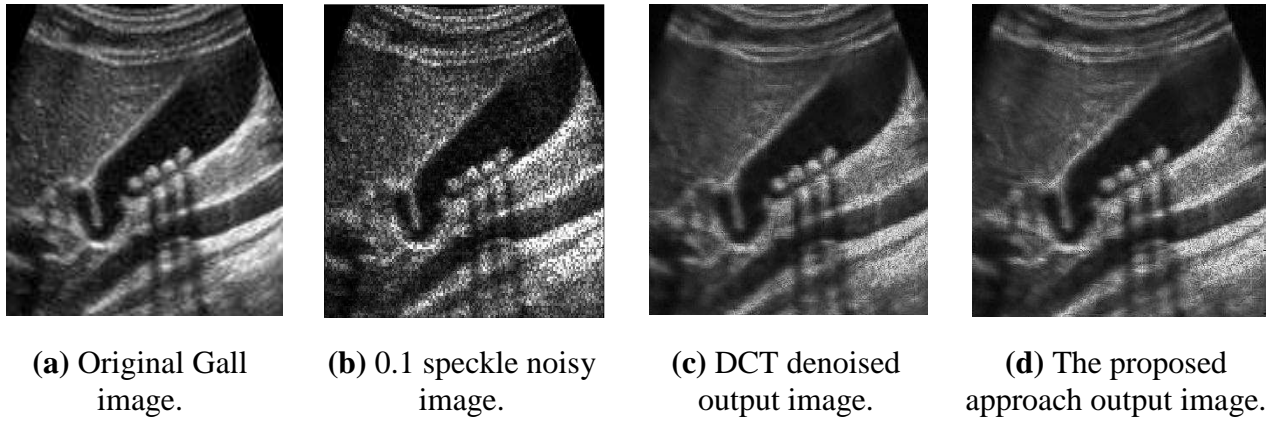 (a) Original Gall
image.
(b) 0.1 speckle noisy
image.
(c) DCT denoised
output image.
(d) The proposed
approach output image.